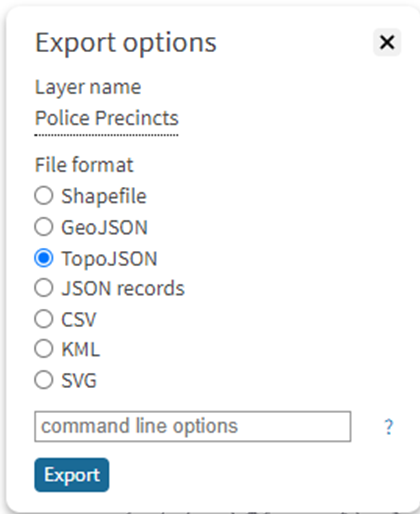 Export options
Layer name
Police Precincts
File format
Shapefile
GeoJSON
TopoJSON
JSON records
CSV
KML
SVG
command line options ?
Export